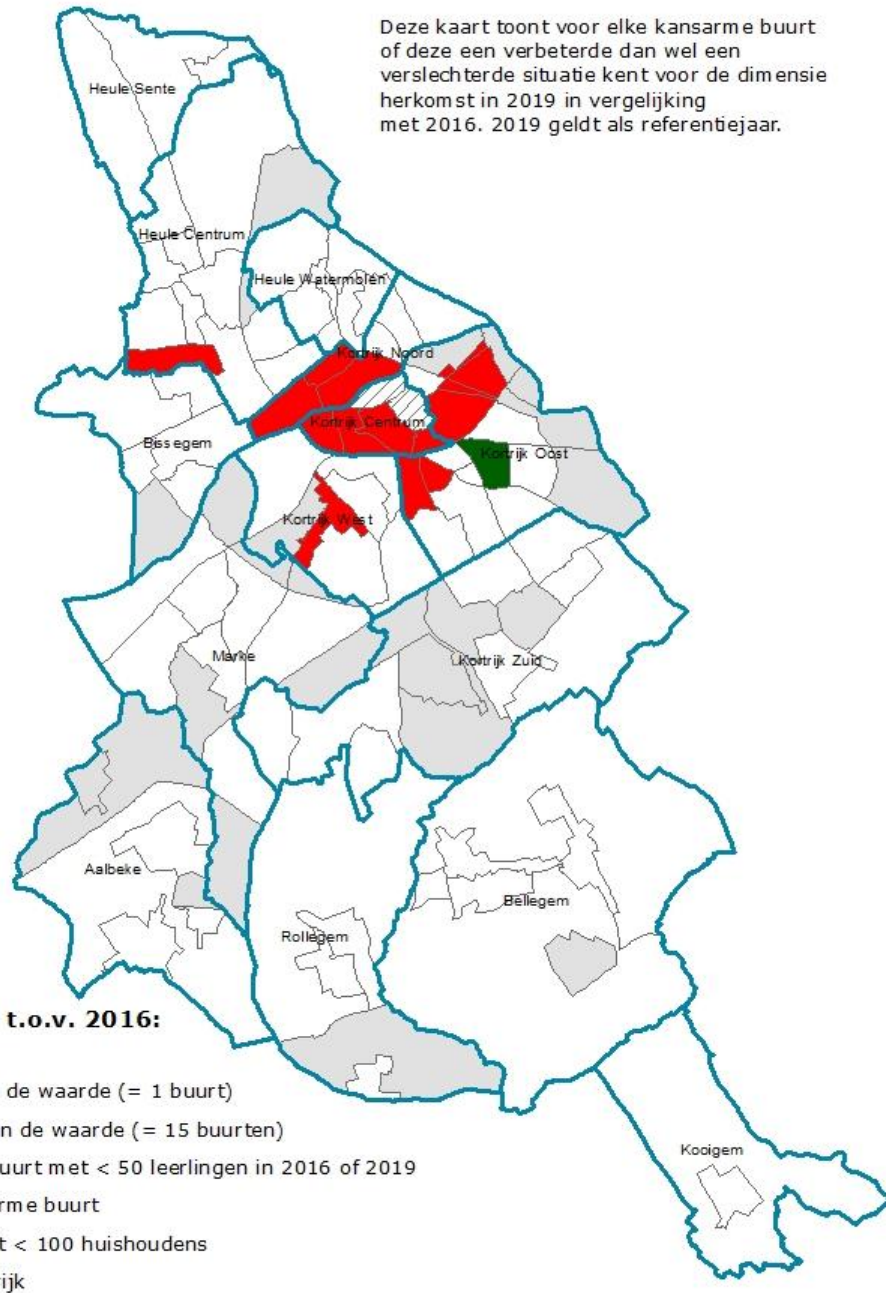 Deze kaart toont voor elke kansarme buurt
of deze een verbeterde dan wel een
verslechterde situatie kent voor de dimensie
herkomst in 2019 in vergelijking
met 2016. 2019 geldt als referentiejaar.
Heule Sente
Heule Centrum
Heule Watermolen
Kortrijk Noord
Kortrijk Centrum
Bissegem
Kortrijk Oost
Kortrijk West
Marke
Kortrijk Zuid
Aalbeke
Bellegem
Rollegem
t.o.v. 2016:
de waarde (= 1 buurt)
n de waarde (= 15 buurten)
uurt met < 50 leerlingen in 2016 of 2019
rme buurt
Kooigem
t < 100 huishoudens
ijk